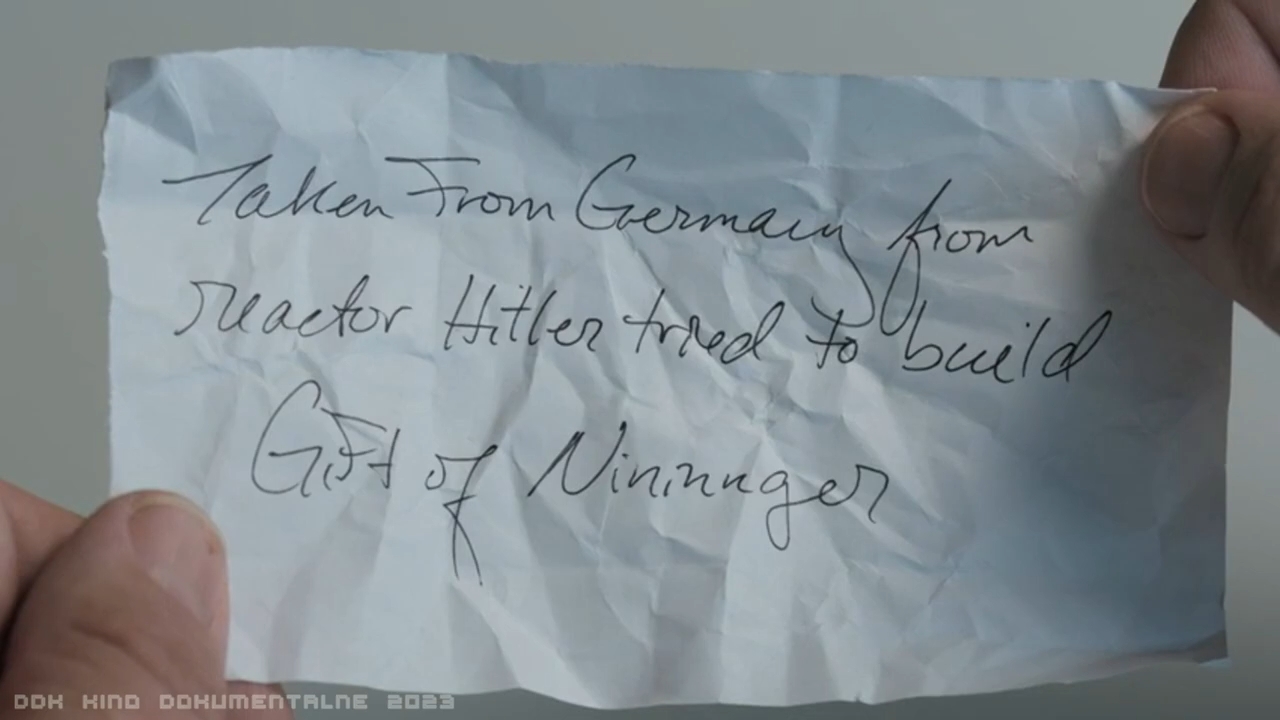 Taken From Germany from
reactor Hitler tried to build
Gift of Nininger
DDK KINO DOKUMENTALNE 2023